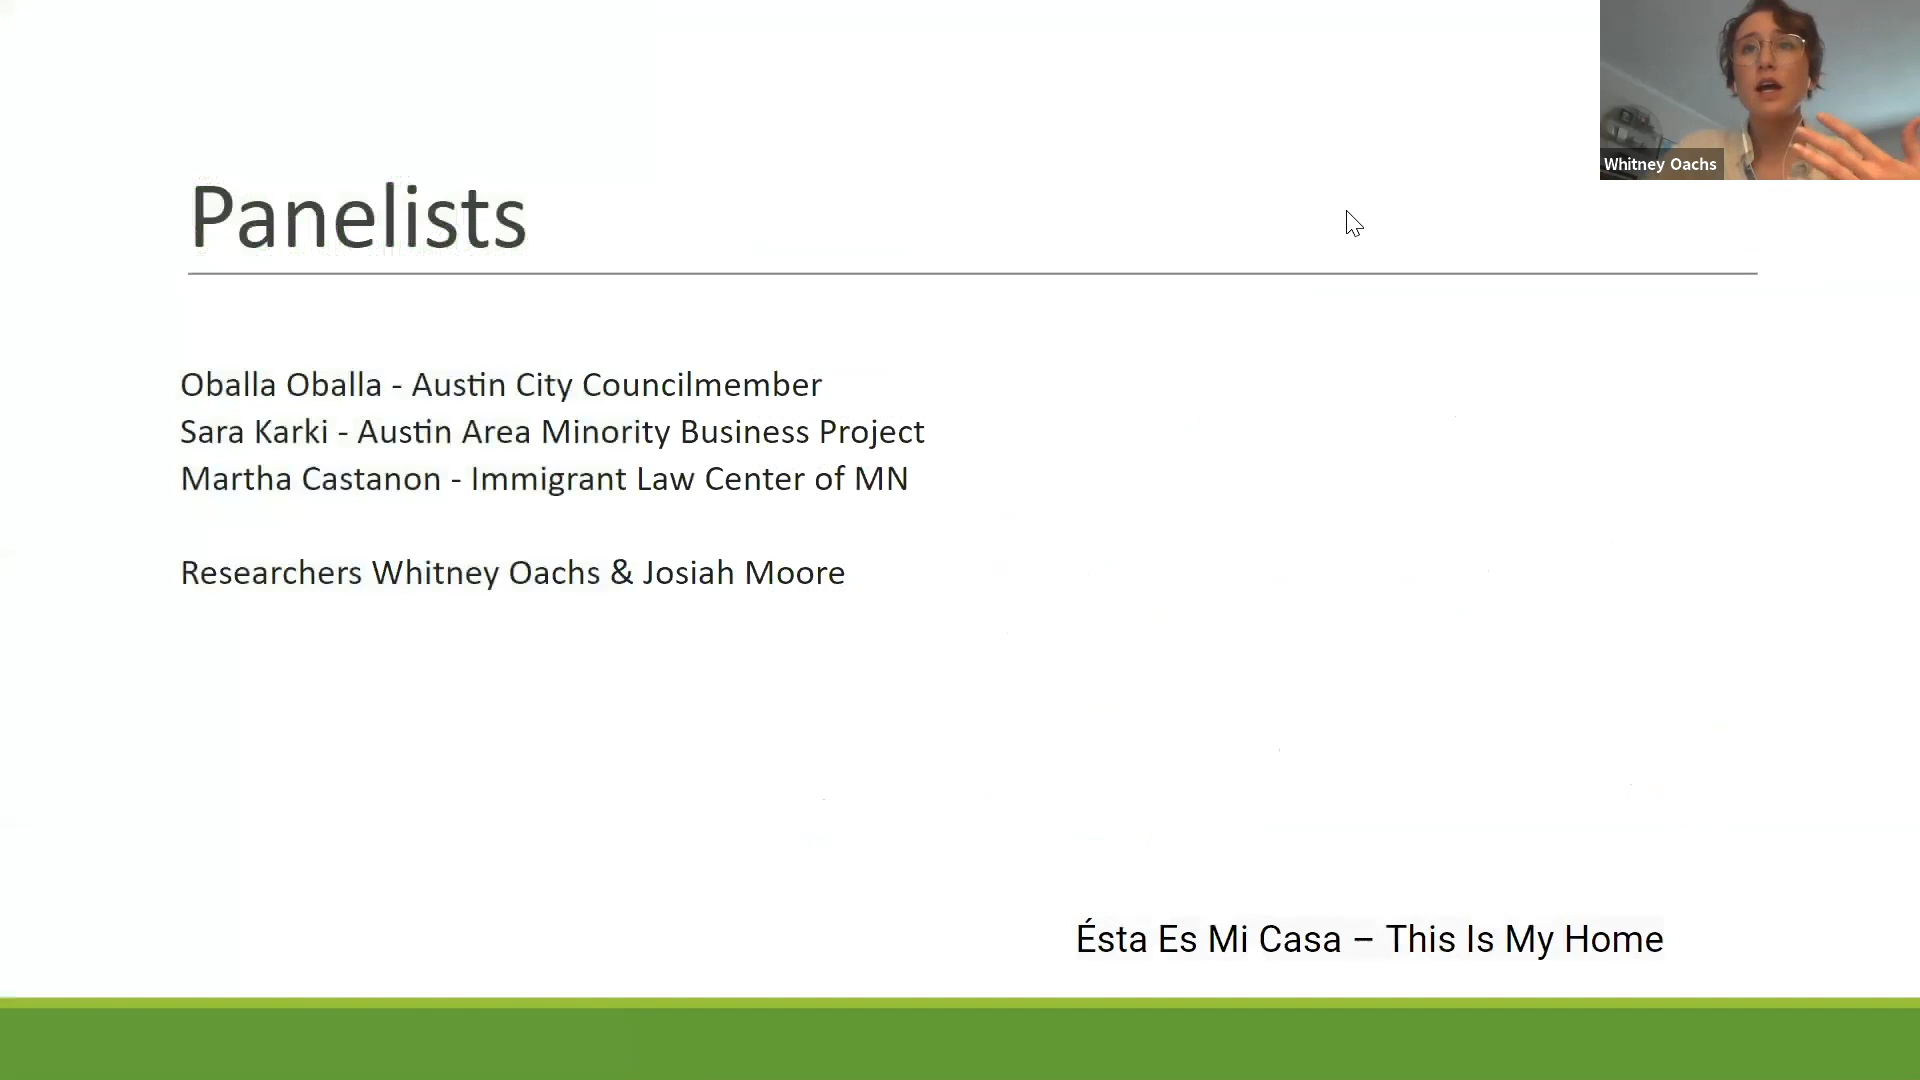 Whitney Oachs
Panelists
Oballa Oballa - Austin City Councilmember
Sara Karki - Austin Area Minority Business Project
Martha Castanon - Immigrant Law Center of MN
Researchers Whitney Oachs & Josiah Moore
Ésta Es Mi Casa – This Is My Home